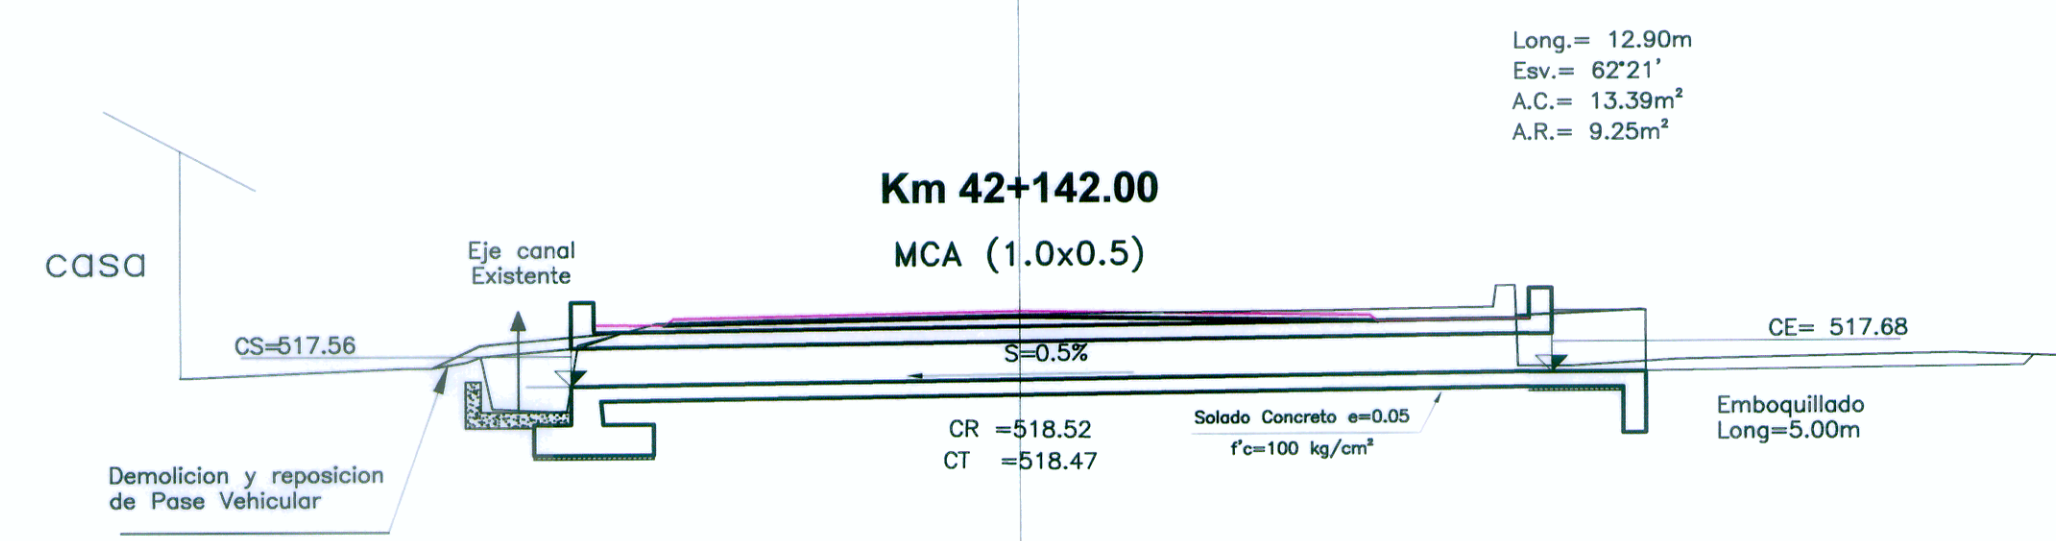 Long.= 12.90m
Esv.= 62°21'
A.C.= 13.39m²
A.R.= 9.25m²
Km 42+142.00
MCA (1.0x0.5)
casa
Eje canal
Existente
CS=517.56
S=0.5%
CE= 517.68
CR =518.52
CT =518.47
Solado Concreto e=0.05
f'c=100 kg/cm²
Emboquillado
Long=5.00m
Demolicion y reposicion
de Pase Vehicular